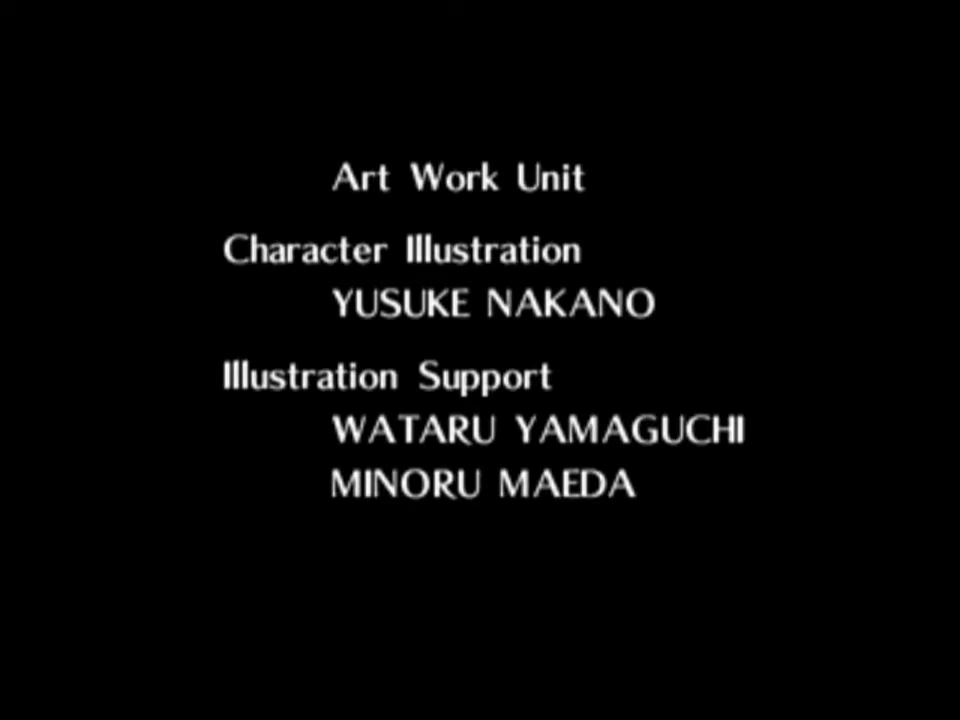 Art Work Unit
Character Illustration
YUSUKE NAKANO
Illustration Support
WATARU YAMAGUCHI
MINORU MAEDA